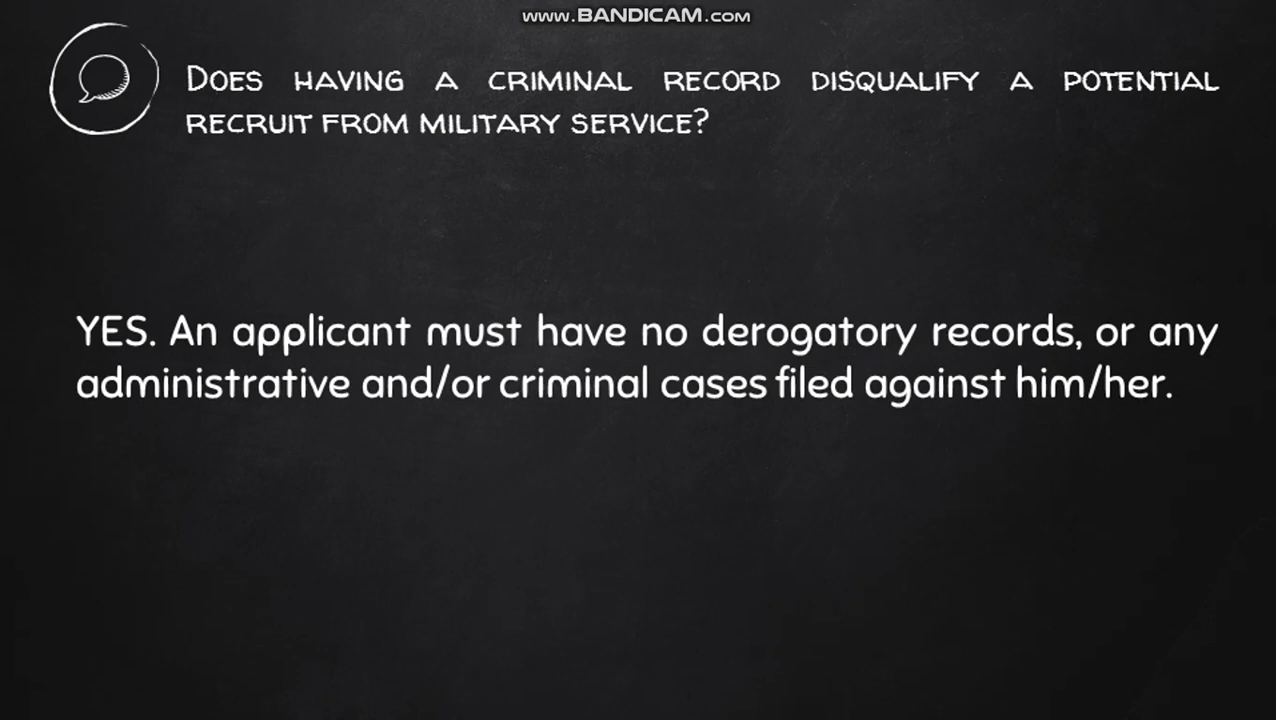 www.BANDICAM.com
DOES HAVING A CRIMINAL RECORD DISQUALIFY A POTENTIAL
RECRUIT FROM MILITARY SERVICE?
YES. An applicant must have no derogatory records, or any
administrative and/or criminal cases filed against him/her.